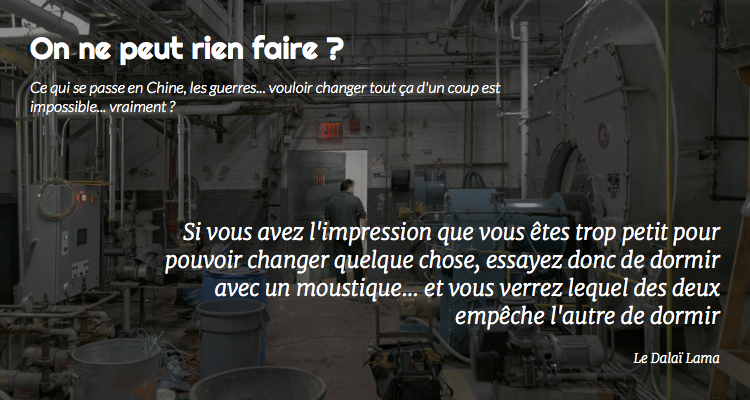 On ne peut rien faire ?
Ce qui se passe en Chine, les guerres... vouloir changer tout ça d'un coup est
impossible... vraiment ?
EXIT
Si vous avez l'impression que vous êtes trop petit pour
pouvoir changer quelque chose, essayez donc de dormir
avec un moustique... et vous verrez lequel des deux
empêche l'autre de dormir
Le Dalaï Lama